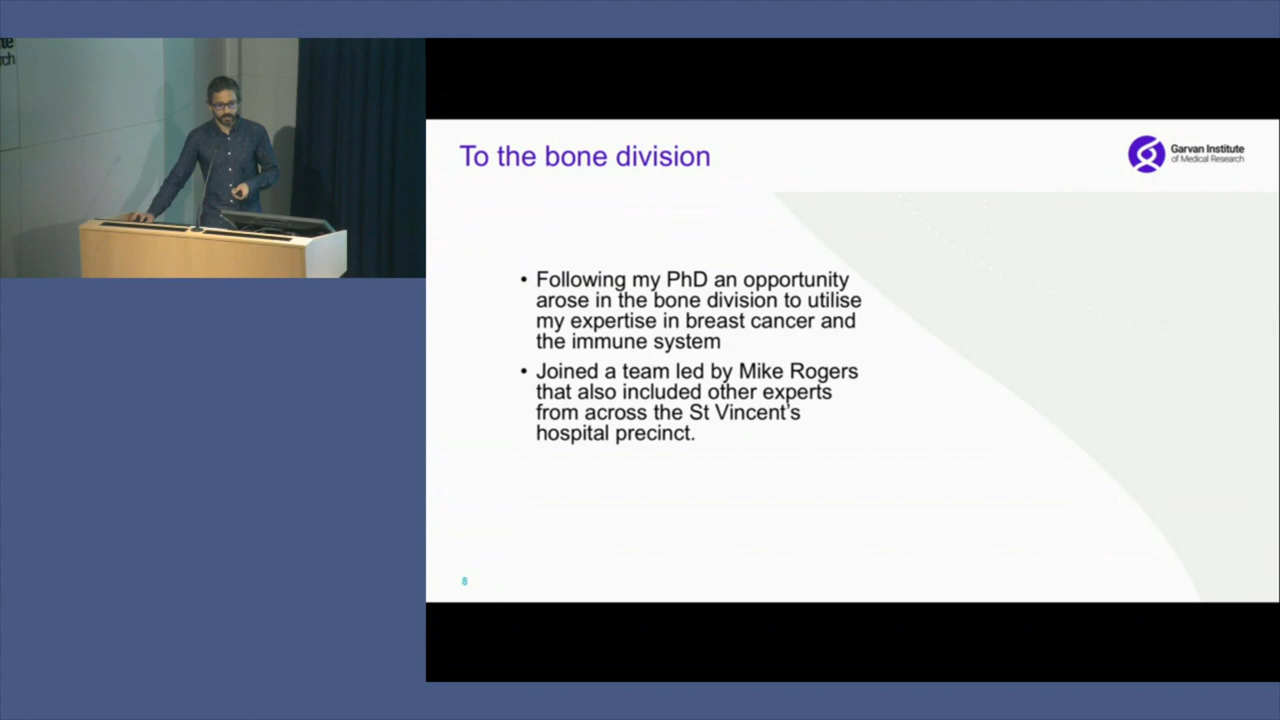 To the bone division
Garvan Institute
of Medical Research
• Following my PhD an opportunity
arose in the bone division to utilise
my expertise in breast cancer and
the immune system
• Joined a team led by Mike Rogers
that also included other experts
from across the St Vincent's
hospital precinct.
8